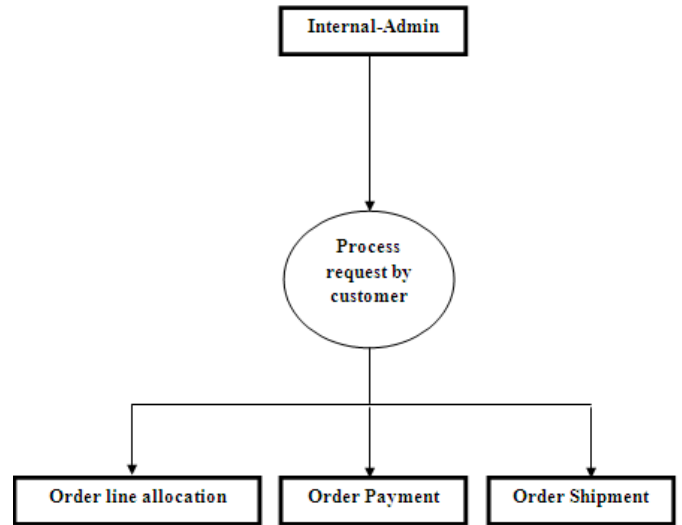 Internal-Admin
Process
request by
customer
Order line allocation
Order Payment
Order Shipment